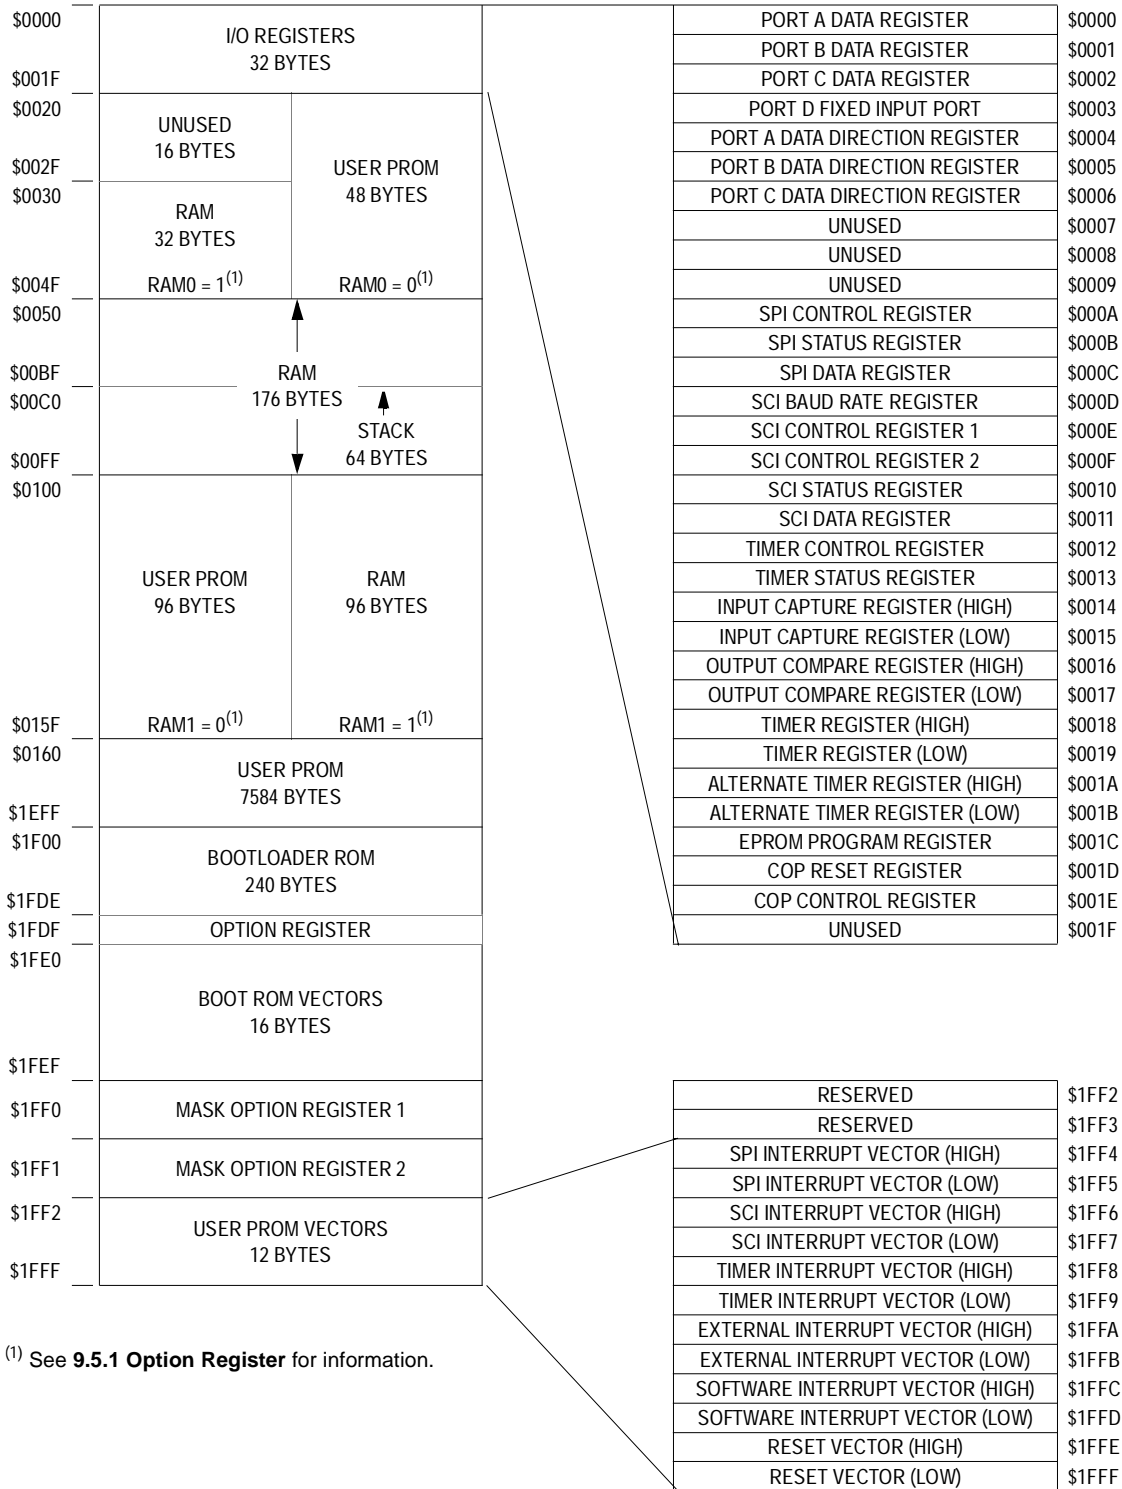 $0000
I/O REGISTERS
32 BYTES
$001F
$0020
UNUSED
16 BYTES
$002F
USER PROM
48 BYTES
$0030
RAM
32 BYTES
$004F
RAM0 = 1(1)
RAM0 = 0(1)
$0050
$00BF
RAM
176 BYTES
$00C0
STACK
64 BYTES
$00FF
$0100
USER PROM
96 BYTES
RAM
96 BYTES
$015F
RAM1 = 0(1)
RAM1 = 1(1)
$0160
USER PROM
7584 BYTES
$1EFF
$1F00
BOOTLOADER ROM
240 BYTES
$1FDE
$1FDF
OPTION REGISTER
$1FE0
BOOT ROM VECTORS
16 BYTES
$1FEF
$1FF0
MASK OPTION REGISTER 1
$1FF1
MASK OPTION REGISTER 2
$1FF2
USER PROM VECTORS
12 BYTES
$1FFF
(1) See 9.5.1 Option Register for information.
PORT A DATA REGISTER $0000
PORT B DATA REGISTER $0001
PORT C DATA REGISTER $0002
PORT D FIXED INPUT PORT $0003
PORT A DATA DIRECTION REGISTER $0004
PORT B DATA DIRECTION REGISTER $0005
PORT C DATA DIRECTION REGISTER $0006
UNUSED $0007
UNUSED $0008
UNUSED $0009
SPI CONTROL REGISTER $000A
SPI STATUS REGISTER $000B
SPI DATA REGISTER $000C
SCI BAUD RATE REGISTER $000D
SCI CONTROL REGISTER 1 $000E
SCI CONTROL REGISTER 2 $000F
SCI STATUS REGISTER $0010
SCI DATA REGISTER $0011
TIMER CONTROL REGISTER $0012
TIMER STATUS REGISTER $0013
INPUT CAPTURE REGISTER (HIGH) $0014
INPUT CAPTURE REGISTER (LOW) $0015
OUTPUT COMPARE REGISTER (HIGH) $0016
OUTPUT COMPARE REGISTER (LOW) $0017
TIMER REGISTER (HIGH) $0018
TIMER REGISTER (LOW) $0019
ALTERNATE TIMER REGISTER (HIGH) $001A
ALTERNATE TIMER REGISTER (LOW) $001B
EPROM PROGRAM REGISTER $001C
COP RESET REGISTER $001D
COP CONTROL REGISTER $001E
UNUSED $001F
RESERVED $1FF2
RESERVED $1FF3
SPI INTERRUPT VECTOR (HIGH) $1FF4
SPI INTERRUPT VECTOR (LOW) $1FF5
SCI INTERRUPT VECTOR (HIGH) $1FF6
SCI INTERRUPT VECTOR (LOW) $1FF7
TIMER INTERRUPT VECTOR (HIGH) $1FF8
TIMER INTERRUPT VECTOR (LOW) $1FF9
EXTERNAL INTERRUPT VECTOR (HIGH) $1FFA
EXTERNAL INTERRUPT VECTOR (LOW) $1FFB
SOFTWARE INTERRUPT VECTOR (HIGH) $1FFC
SOFTWARE INTERRUPT VECTOR (LOW) $1FFD
RESET VECTOR (HIGH) $1FFE
RESET VECTOR (LOW) $1FFF